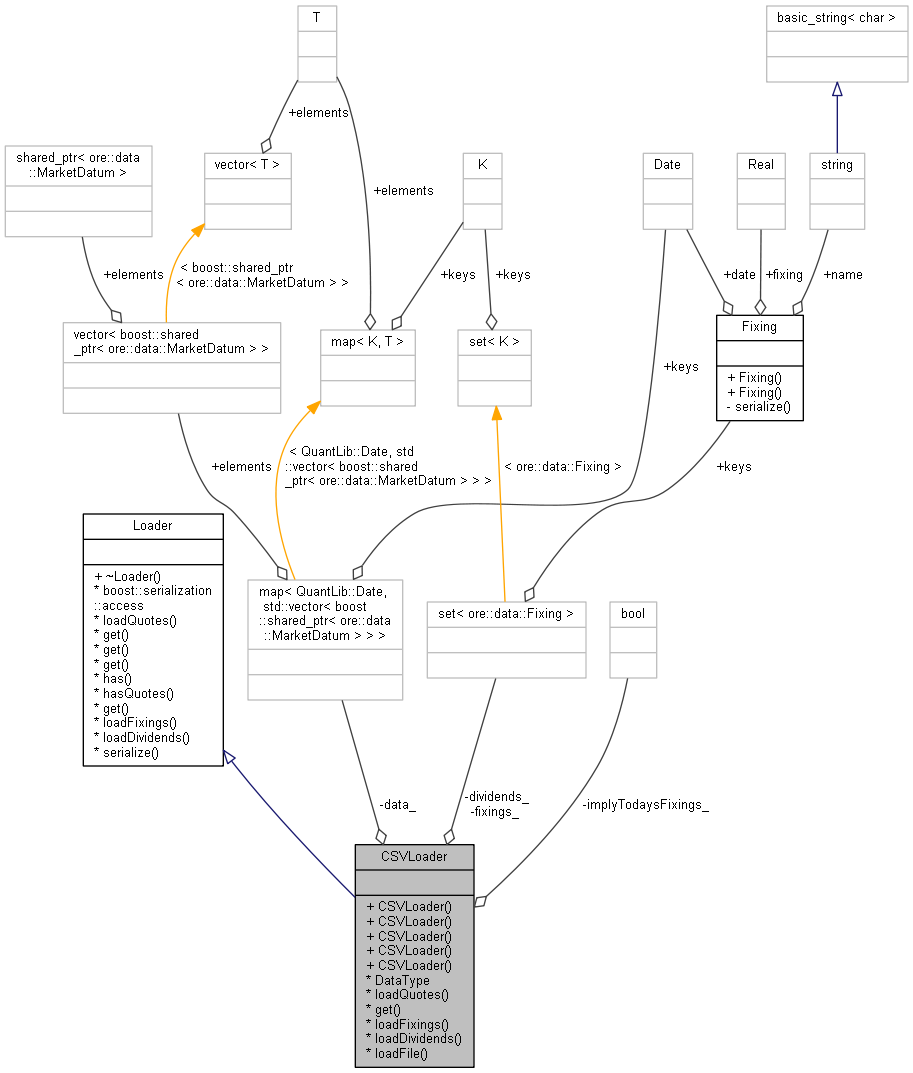 T
basic_string< char >
+elements
shared_ptr< ore::data
::MarketDatum >
vector< T >
K
Date
Real
string
+elements
+elements
< boost::shared_ptr
< ore::data::MarketDatum > >
+keys
+keys
+date
+fixing
+name
vector< boost::shared
_ptr< ore::data::MarketDatum > >
map< K, T >
set< K >
Fixing
+ Fixing()
+ Fixing()
- serialize()
+keys
+elements
< QuantLib::Date, std
::vector< boost::shared
_ptr< ore::data::MarketDatum > > >
< ore::data::Fixing >
+keys
Loader
+ ~Loader()
* boost::serialization
::access
* loadQuotes()
* get()
* get()
* get()
* has()
* hasQuotes()
* get()
* loadFixings()
* loadDividends()
* serialize()
map< QuantLib::Date,
std::vector< boost
::shared_ptr< ore::data
::MarketDatum > > >
set< ore::data::Fixing >
bool
-data_
-dividends_
-fixings_
-implyTodaysFixings_
CSVLoader
+ CSVLoader()
+ CSVLoader()
+ CSVLoader()
+ CSVLoader()
+ CSVLoader()
* DataType
* loadQuotes()
* get()
* loadFixings()
* loadDividends()
* loadFile()